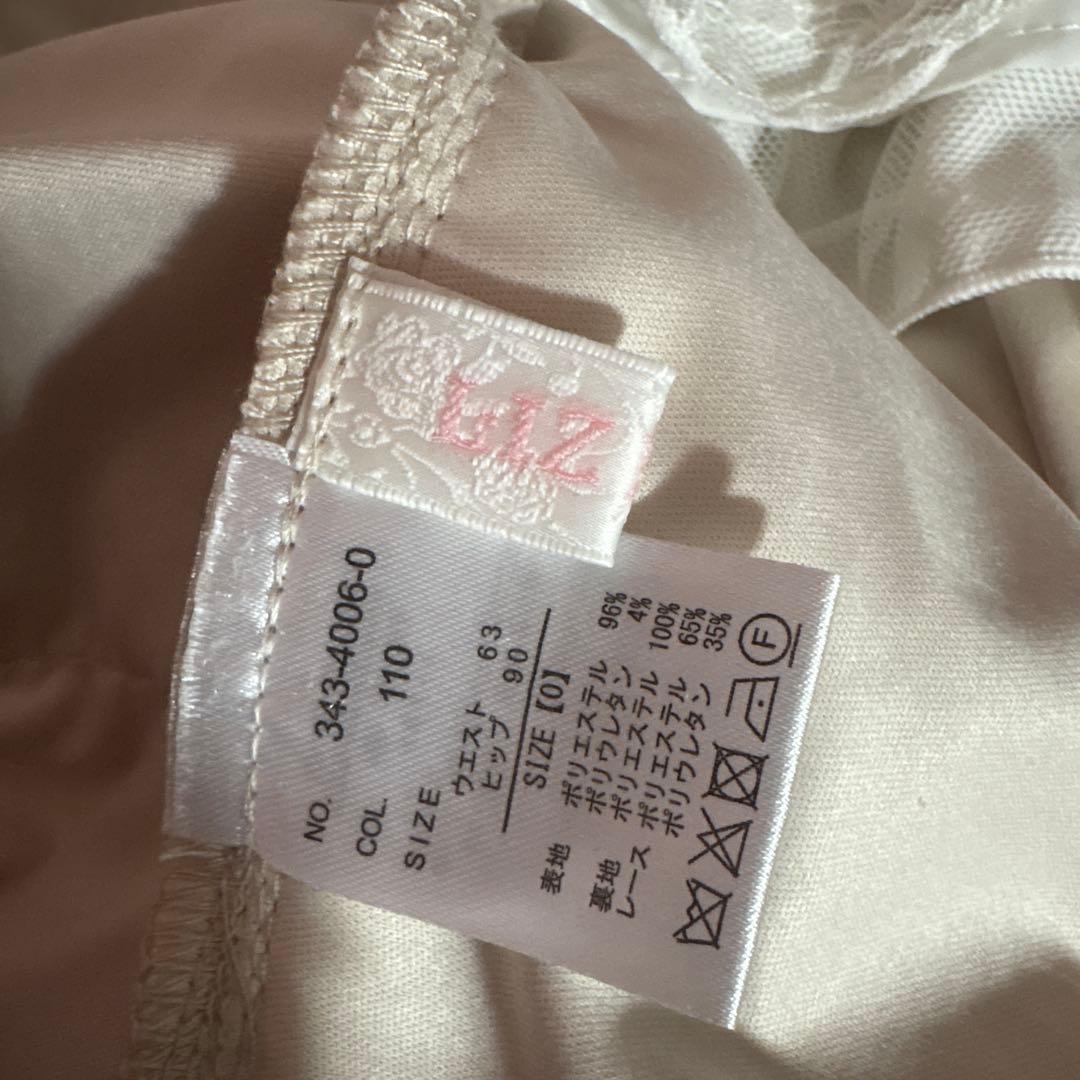 LIZ
NO. 343-4006-0
COL. 110
SIZE
ウエスト 63
ヒップ 90
SIZE【0】
表地 ポリエステル 96%
ポリウレタン 4%
裏地 ポリエステル 100%
レース ポリエステル 65%
ポリウレタン 35%
F